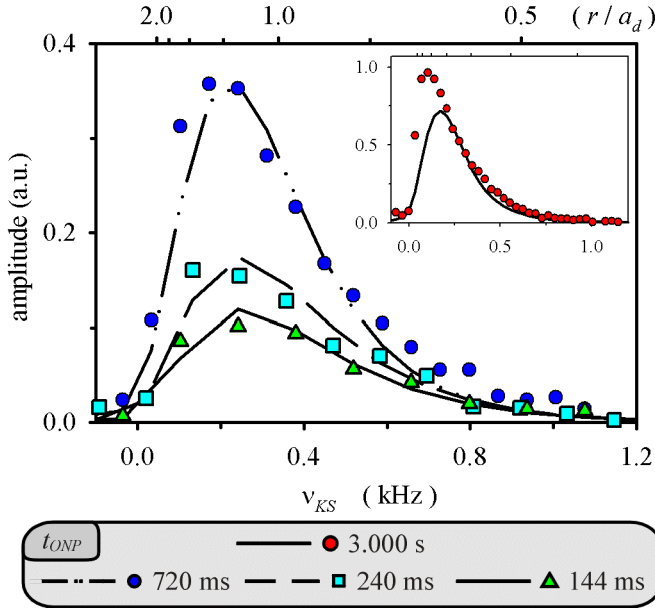 2.0 1.0 0.5 ( r / a_d )
0.4
0.2
0.0
amplitude (a.u.)
1.0
0.5
0.0
0.0 0.5 1.0
0.0 0.4 0.8 1.2
ν_KS ( kHz )
t_ONP
3.000 s
720 ms 240 ms 144 ms